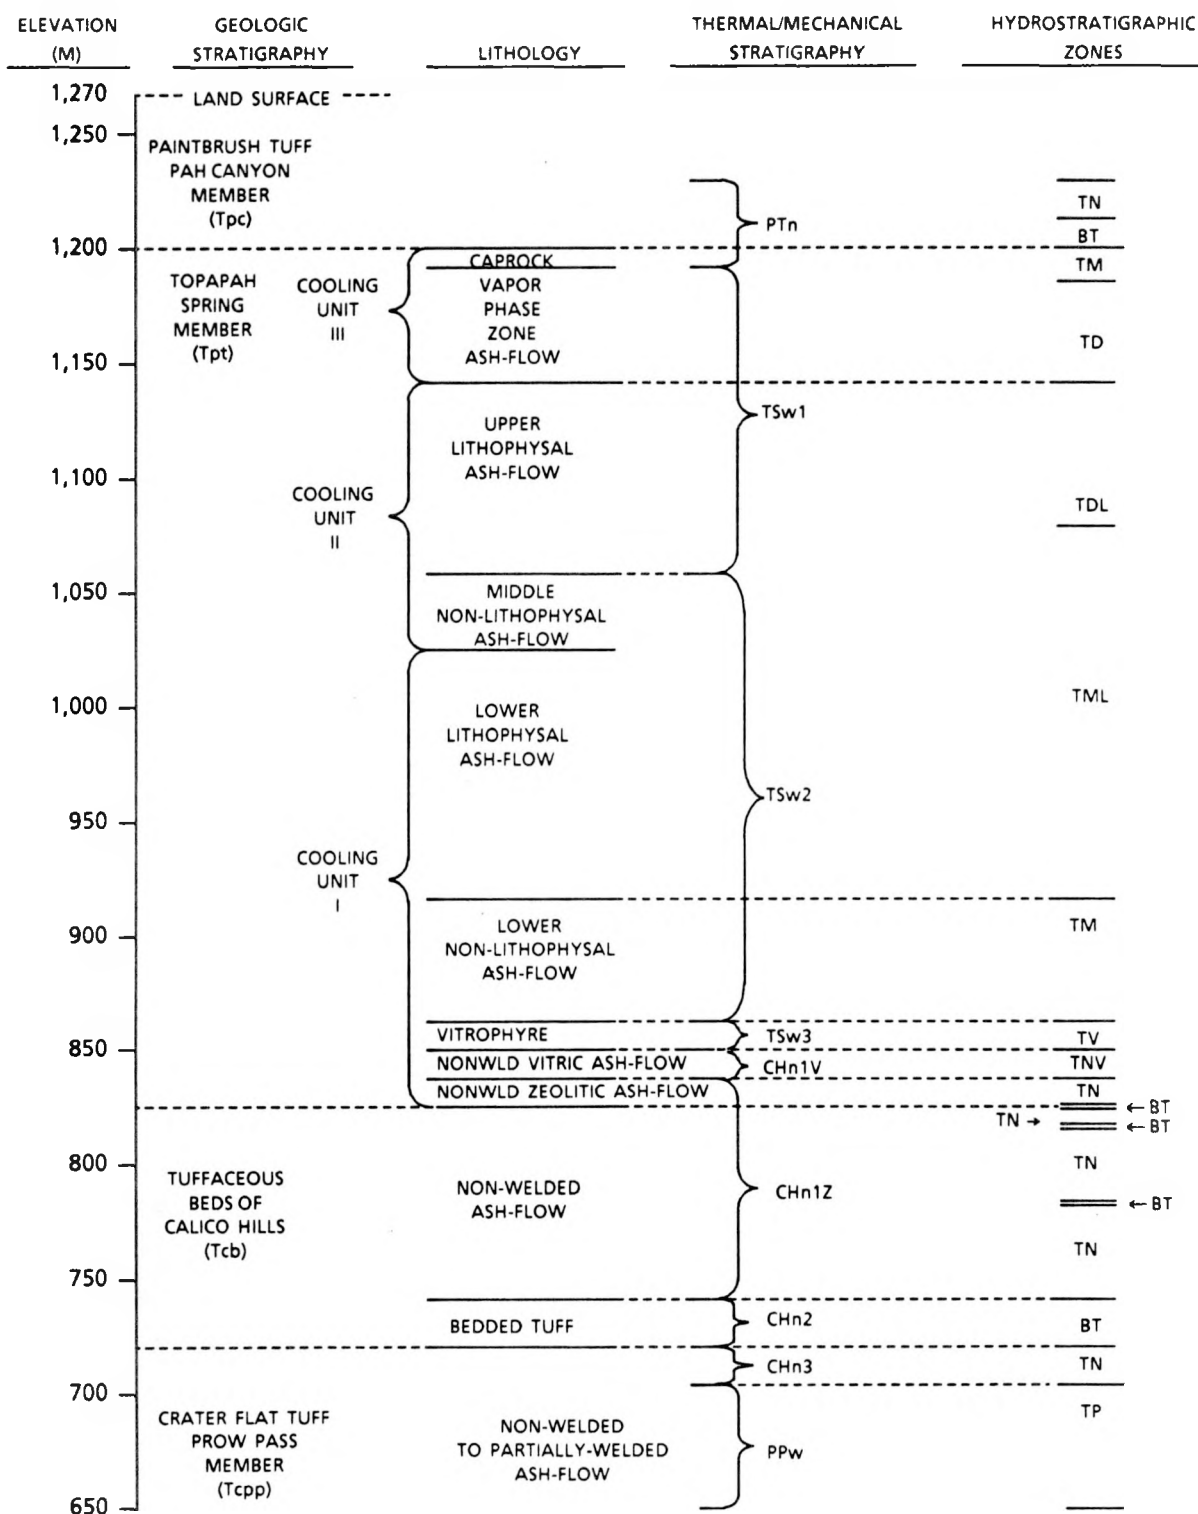 ELEVATION
(M)
GEOLOGIC
STRATIGRAPHY
LITHOLOGY
THERMAL/MECHANICAL
STRATIGRAPHY
HYDROSTRATIGRAPHIC
ZONES
1,270
LAND SURFACE
1,250
PAINTBRUSH TUFF
PAH CANYON
MEMBER
(Tpc)
PTn
TN
BT
1,200
TOPAPAH
SPRING
MEMBER
(Tpt)
COOLING
UNIT
III
CAPROCK
VAPOR
PHASE
ZONE
ASH-FLOW
TM
TD
1,150
TSw1
UPPER
LITHOPHYSAL
ASH-FLOW
1,100
COOLING
UNIT
II
TDL
1,050
MIDDLE
NON-LITHOPHYSAL
ASH-FLOW
1,000
LOWER
LITHOPHYSAL
ASH-FLOW
TML
TSw2
950
COOLING
UNIT
I
900
LOWER
NON-LITHOPHYSAL
ASH-FLOW
TM
VITROPHYRE
TSw3
TV
850
NONWLD VITRIC ASH-FLOW
CHn1V
TNV
NONWLD ZEOLITIC ASH-FLOW
TN
←BT
TN →
←BT
800
TUFFACEOUS
BEDS OF
CALICO HILLS
(Tcb)
NON-WELDED
ASH-FLOW
CHn1Z
TN
←BT
TN
750
BEDDED TUFF
CHn2
BT
CHn3
TN
700
CRATER FLAT TUFF
PROW PASS
MEMBER
(Tcpp)
NON-WELDED
TO PARTIALLY-WELDED
ASH-FLOW
PPw
TP
650